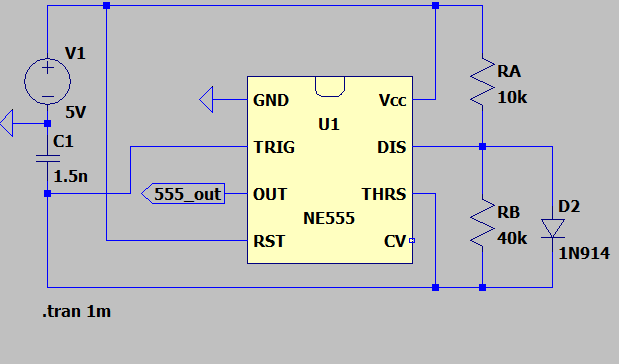 V1
5V
C1
1.5n
GND
TRIG
OUT
RST
U1
NE555
Vcc
DIS
THRS
CV
555_out
RA
10k
RB
40k
D2
1N914
.tran 1m